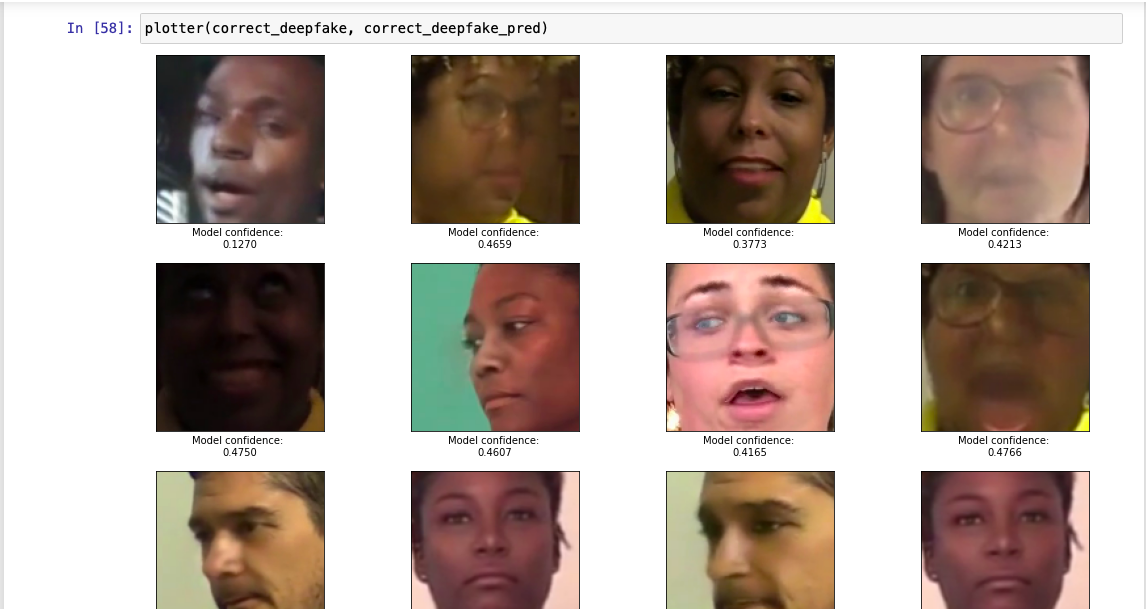 In [58]: plotter(correct_deepfake, correct_deepfake_pred)
Model confidence:
0.1270
Model confidence:
0.4659
Model confidence:
0.3773
Model confidence:
0.4213
Model confidence:
0.4750
Model confidence:
0.4607
Model confidence:
0.4165
Model confidence:
0.4766